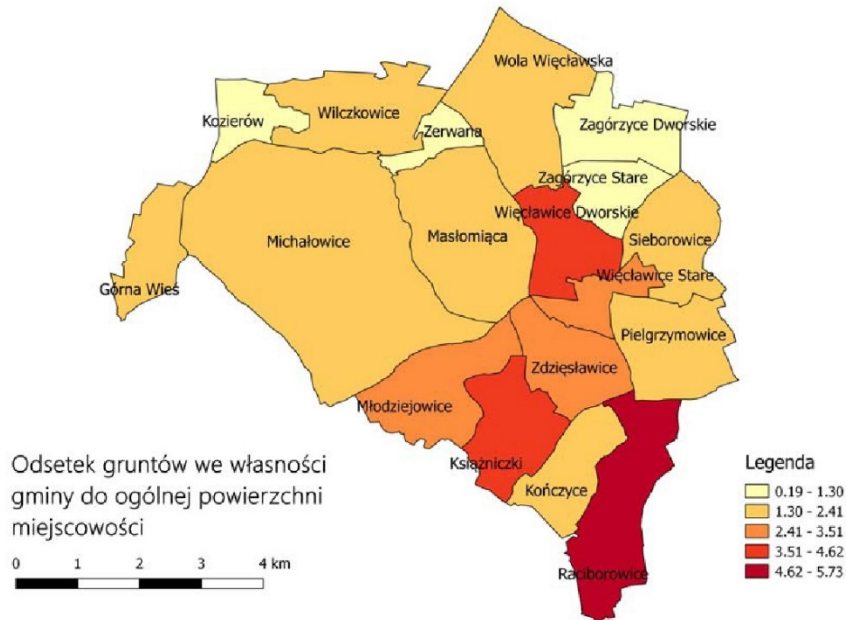 Wola Więcławska
Wilczkowice
Kozierów
Zerwana
Zagórzyce Dworskie
Zagórzyce Stare
Więcławice Dworskie
Masłomiąca
Michałowice
Sieborowice
Więcławice Stare
Górna Wieś
Pielgrzymowice
Zdzięsławice
Młodziejowice
Książniczki
Kończyce
Raciborowice
Odsetek gruntów we własności
gminy do ogólnej powierzchni
miejscowości
0 1 2 3 4 km
Legenda
0.19 - 1.30
1.30 - 2.41
2.41 - 3.51
3.51 - 4.62
4.62 - 5.73